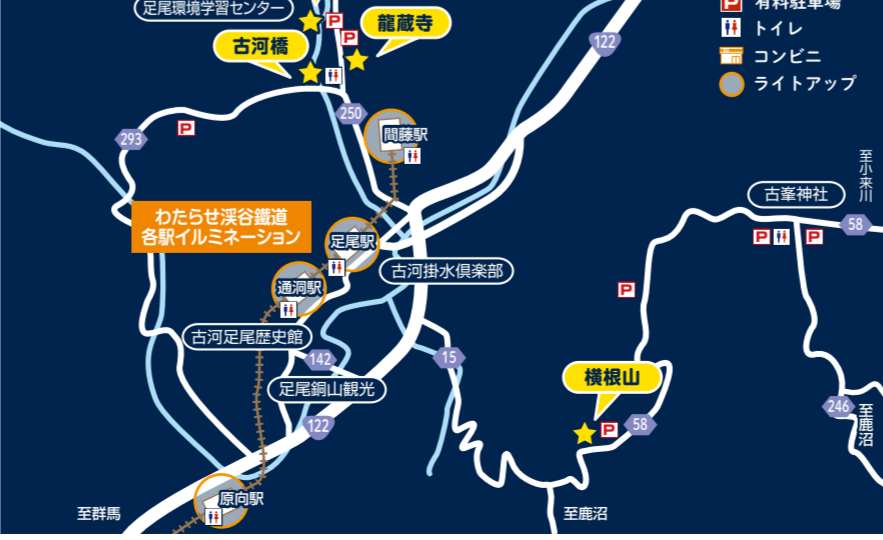 足尾環境学習センター
P
P
龍蔵寺
古河橋
122
P
有料駐車場
トイレ
コンビニ
ライトアップ
250
間藤駅
293
P
至小来川
古峯神社
58
P
P
わたらせ渓谷鐵道
各駅イルミネーション
足尾駅
古河掛水倶楽部
通洞駅
P
古河足尾歴史館
142
15
足尾銅山観光
横根山
122
P
58
246
至鹿沼
原向駅
至群馬
至鹿沼